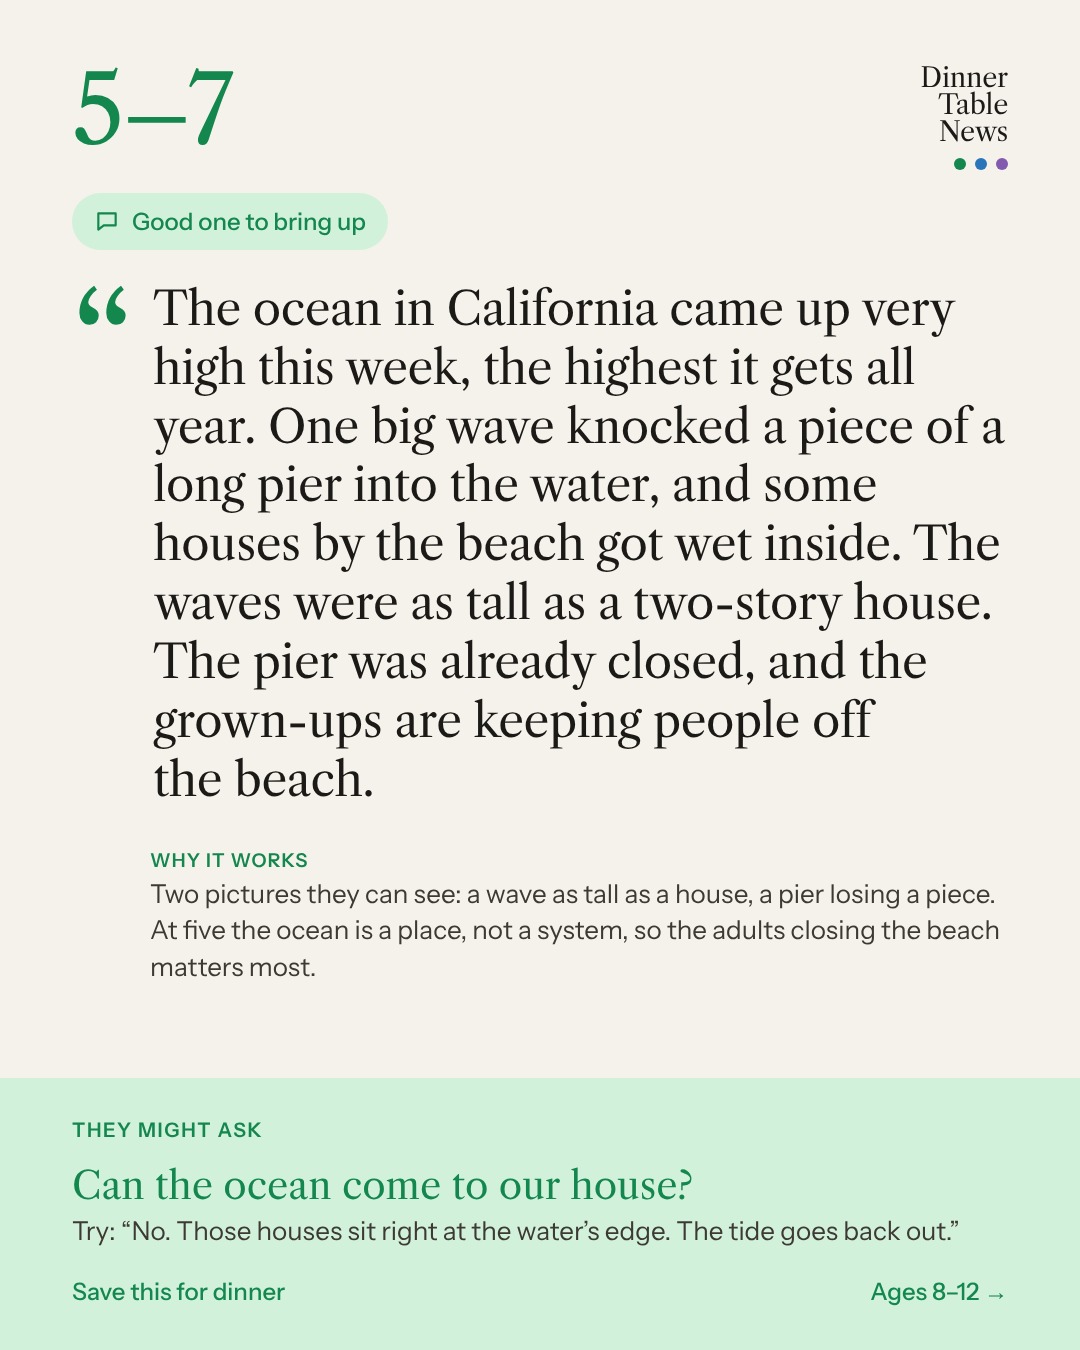 5–7
Dinner
Table
News
Good one to bring up
“The ocean in California came up very
high this week, the highest it gets all
year. One big wave knocked a piece of a
long pier into the water, and some
houses by the beach got wet inside. The
waves were as tall as a two-story house.
The pier was already closed, and the
grown-ups are keeping people off
the beach.
WHY IT WORKS
Two pictures they can see: a wave as tall as a house, a pier losing a piece.
At five the ocean is a place, not a system, so the adults closing the beach
matters most.
THEY MIGHT ASK
Can the ocean come to our house?
Try: “No. Those houses sit right at the water’s edge. The tide goes back out.”
Save this for dinner
Ages 8–12 →